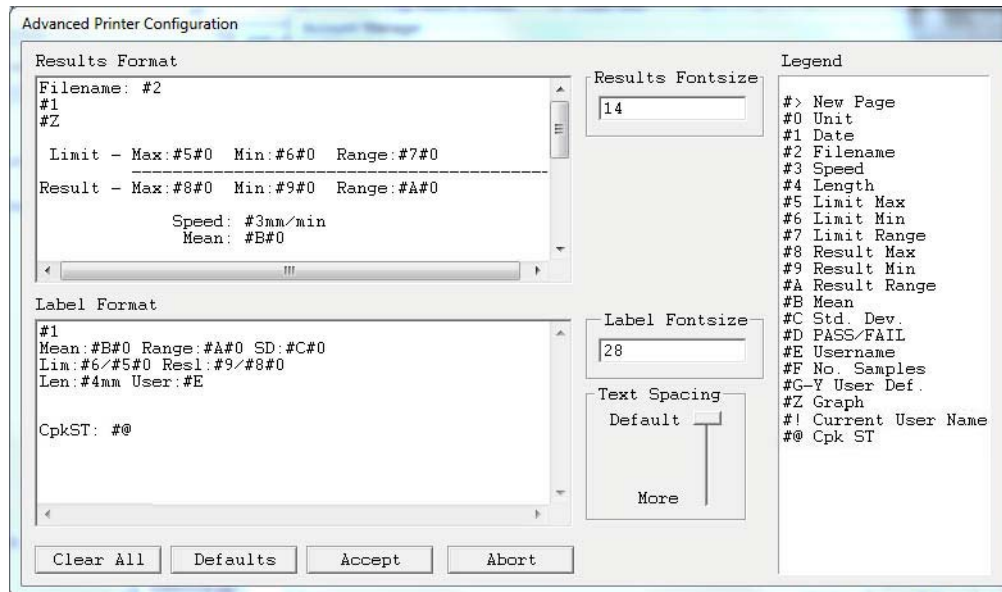 Advanced Printer Configuration
Results Format
Filename: #2
#1
#Z
Limit - Max:#5#0 Min:#6#0 Range:#7#0
--------------------------------------------------
Result - Max:#8#0 Min:#9#0 Range:#A#0
Speed: #3mm/min
Mean: #B#0
Results Fontsize
14
Label Format
#1
Mean:#B#0 Range:#A#0 SD:#C#0
Lim:#6/#5#0 Resl:#9/#8#0
Len:#4mm User:#E
CpkST: #@
Label Fontsize
28
Text Spacing
Default
More
Legend
#> New Page
#0 Unit
#1 Date
#2 Filename
#3 Speed
#4 Length
#5 Limit Max
#6 Limit Min
#7 Limit Range
#8 Result Max
#9 Result Min
#A Result Range
#B Mean
#C Std. Dev.
#D PASS/FAIL
#E Username
#F No. Samples
#G-Y User Def.
#Z Graph
#! Current User Name
#@ Cpk ST
Clear All
Defaults
Accept
Abort